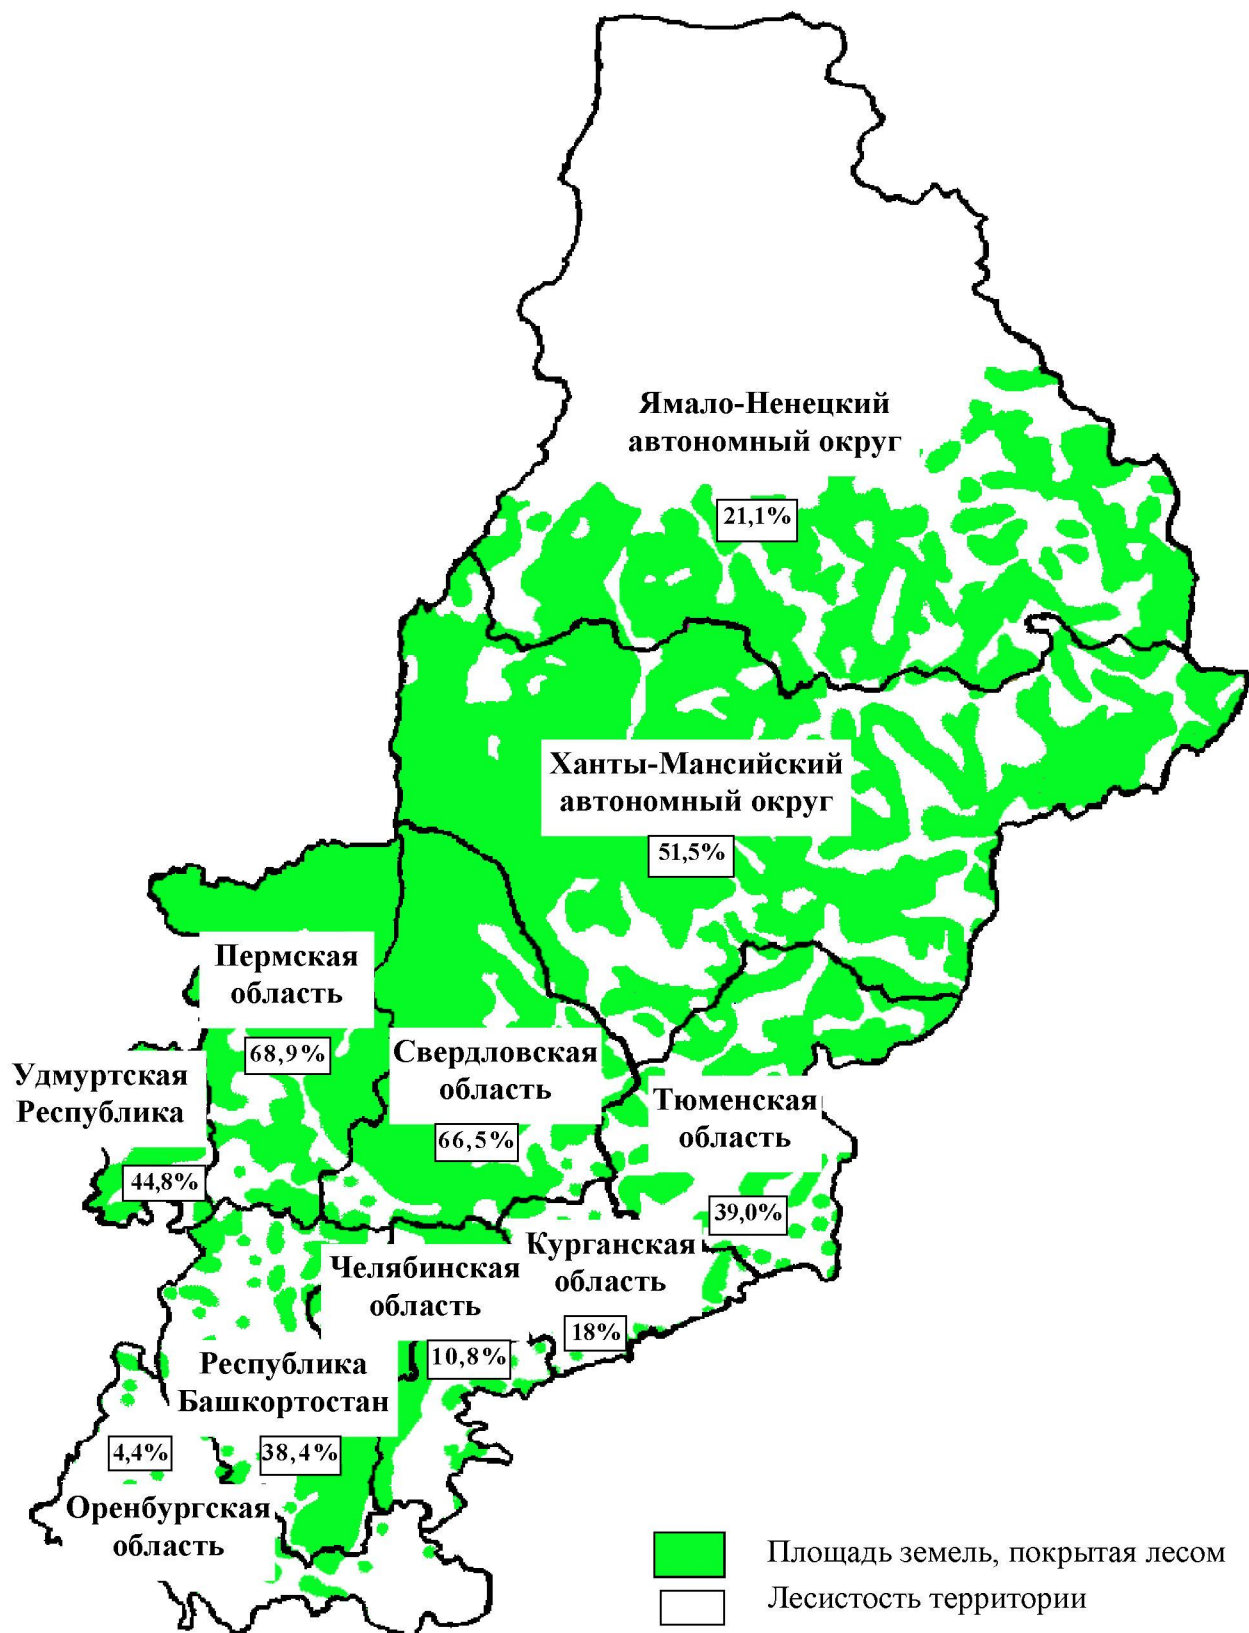 Ямало-Ненецкий
автономный округ
21,1%
Ханты-Мансийский
автономный округ
51,5%
Пермская
область
68,9%
Свердловская
область
66,5%
Удмуртская
Республика
44,8%
Тюменская
область
39,0%
Курганская
область
18%
Челябинская
область
10,8%
Республика
Башкортостан
38,4%
4,4%
Оренбургская
область
Площадь земель, покрытая лесом
Лесистость территории